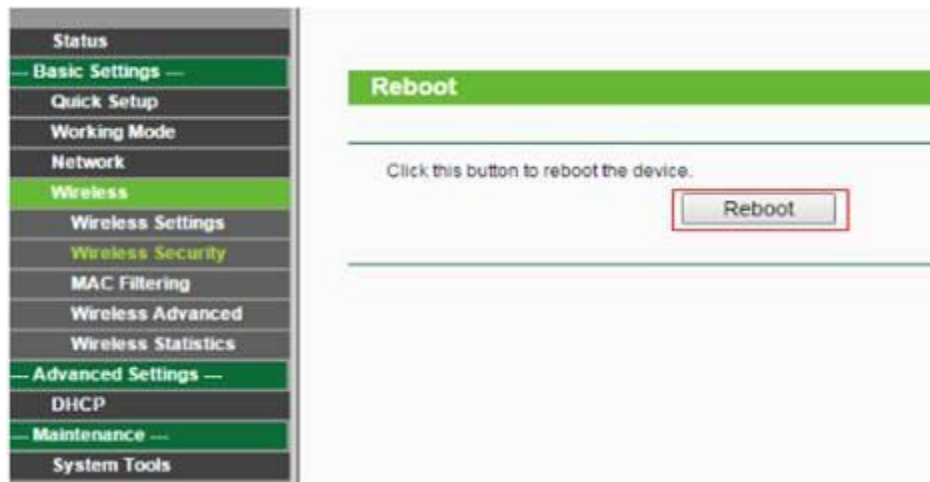 Status
--- Basic Settings ---
Quick Setup
Working Mode
Network
Wireless
Wireless Settings
Wireless Security
MAC Filtering
Wireless Advanced
Wireless Statistics
--- Advanced Settings ---
DHCP
--- Maintenance ---
System Tools
Reboot
Click this button to reboot the device.
Reboot